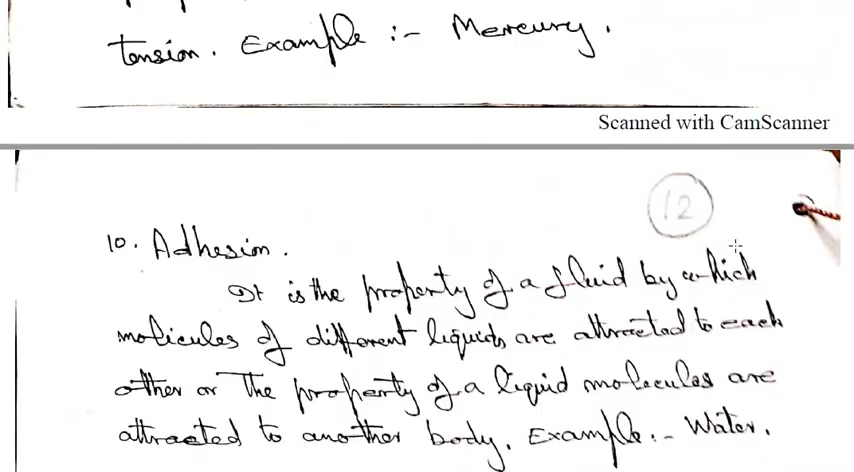 tension. Example :- Mercury.
Scanned with CamScanner
12
10. Adhesion.
It is the property of a fluid by which
molicules of different liquids are attracted to each
other or The property of a liquid molecules are
attracted to another body. Example :- Water.